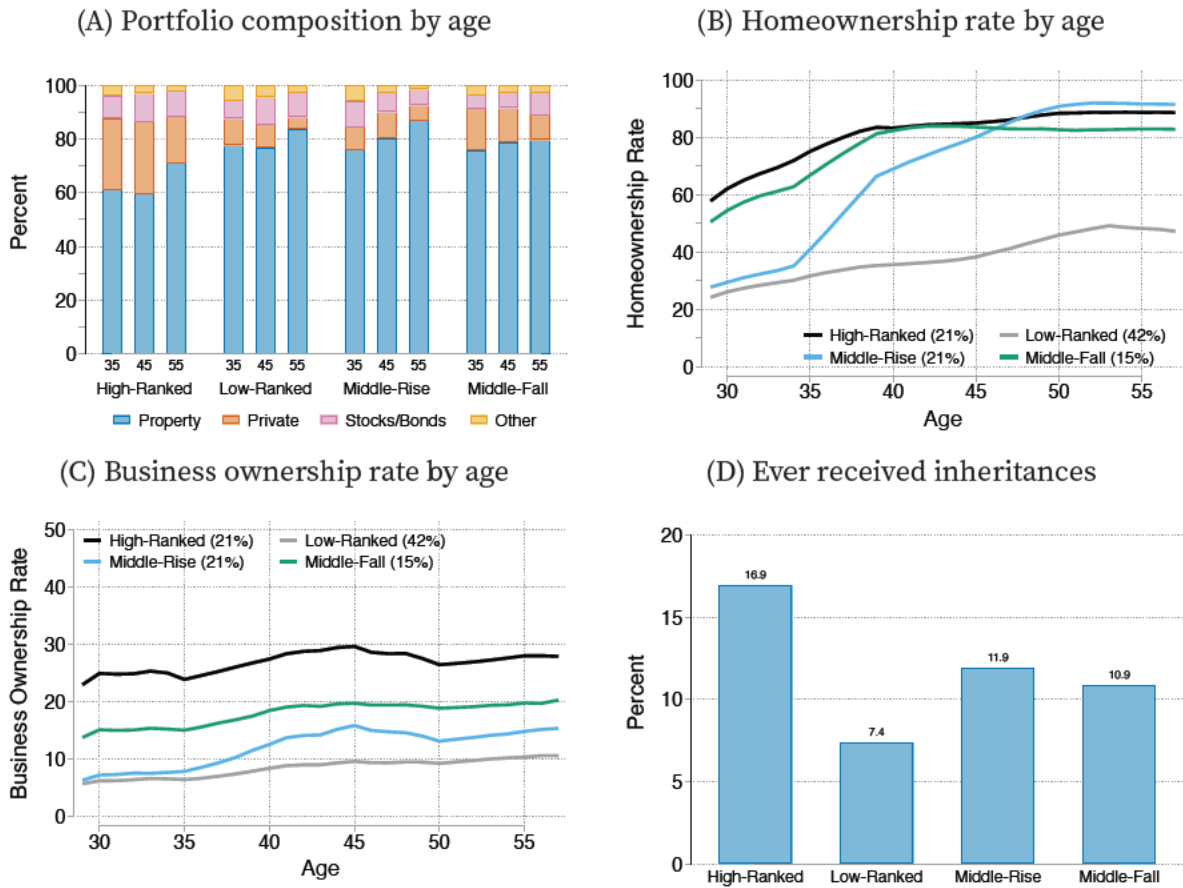 (A) Portfolio composition by age
Percent
100
80
60
40
20
0
35 45 55 35 45 55 35 45 55 35 45 55
High-Ranked Low-Ranked Middle-Rise Middle-Fall
Property Private Stocks/Bonds Other
(B) Homeownership rate by age
Homeownership Rate
100
80
60
40
20
0
High-Ranked (21%) Low-Ranked (42%)
Middle-Rise (21%) Middle-Fall (15%)
30 35 40 45 50 55
Age
(C) Business ownership rate by age
Business Ownership Rate
50
40
30
20
10
0
High-Ranked (21%) Low-Ranked (42%)
Middle-Rise (21%) Middle-Fall (15%)
30 35 40 45 50 55
Age
(D) Ever received inheritances
Percent
20
15
10
5
0
16.9
7.4
11.9
10.9
High-Ranked Low-Ranked Middle-Rise Middle-Fall